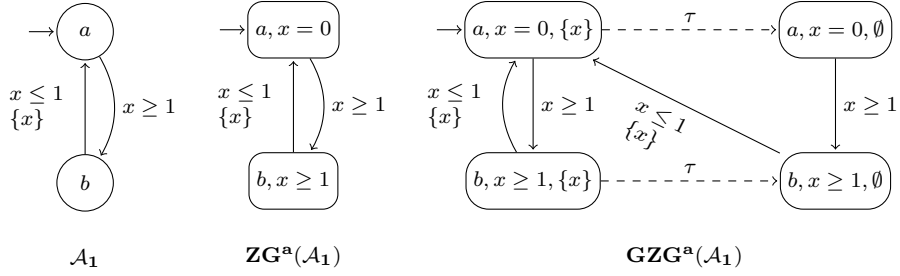 a
x ≤ 1
{x}
x ≥ 1
b
𝒜₁
a, x = 0
x ≤ 1
{x}
x ≥ 1
b, x ≥ 1
ZGᵃ(𝒜₁)
a, x = 0, {x}
τ
a, x = 0, ∅
x ≤ 1
{x}
x ≥ 1
x ≤ 1
{x}
x ≥ 1
b, x ≥ 1, {x}
τ
b, x ≥ 1, ∅
GZGᵃ(𝒜₁)